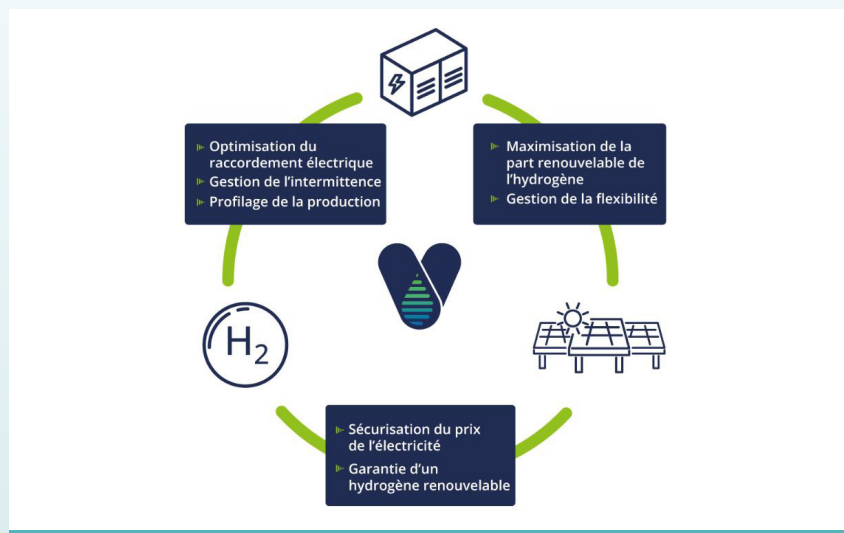 Optimisation du
raccordement électrique
Gestion de l'intermittence
Profilage de la production
Maximisation de la
part renouvelable de
l'hydrogène
Gestion de la flexibilité
H₂
Sécurisation du prix
de l'électricité
Garantie d'un
hydrogène renouvelable